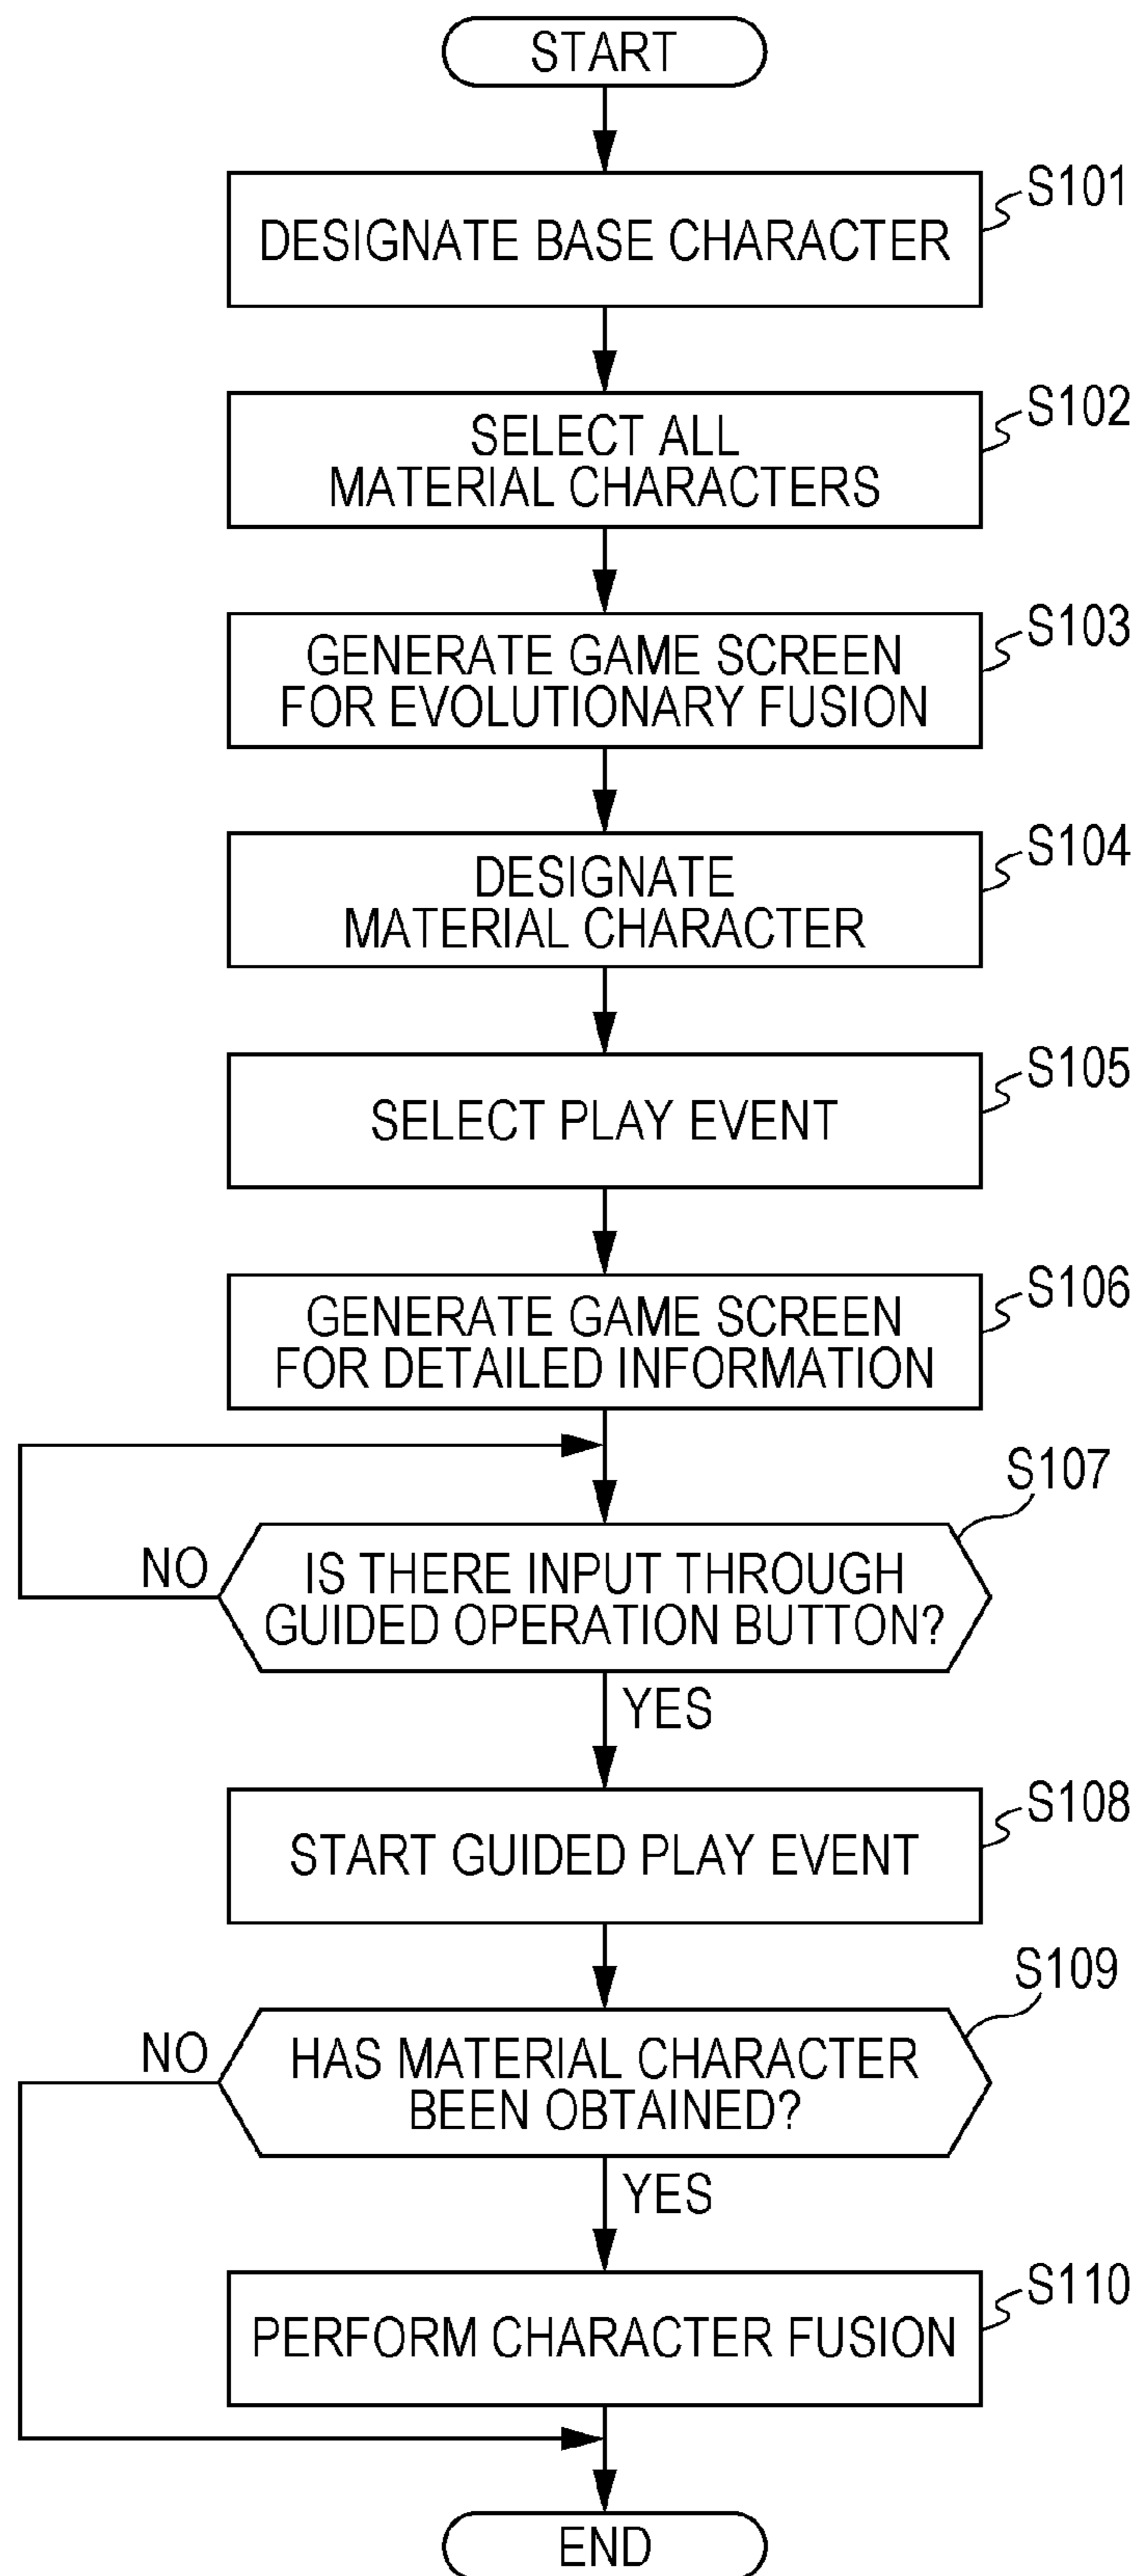 START
S101
DESIGNATE BASE CHARACTER
S102
SELECT ALL
MATERIAL CHARACTERS
S103
GENERATE GAME SCREEN
FOR EVOLUTIONARY FUSION
S104
DESIGNATE
MATERIAL CHARACTER
S105
SELECT PLAY EVENT
S106
GENERATE GAME SCREEN
FOR DETAILED INFORMATION
S107
NO
IS THERE INPUT THROUGH
GUIDED OPERATION BUTTON?
YES
S108
START GUIDED PLAY EVENT
S109
NO
HAS MATERIAL CHARACTER
BEEN OBTAINED?
YES
S110
PERFORM CHARACTER FUSION
END